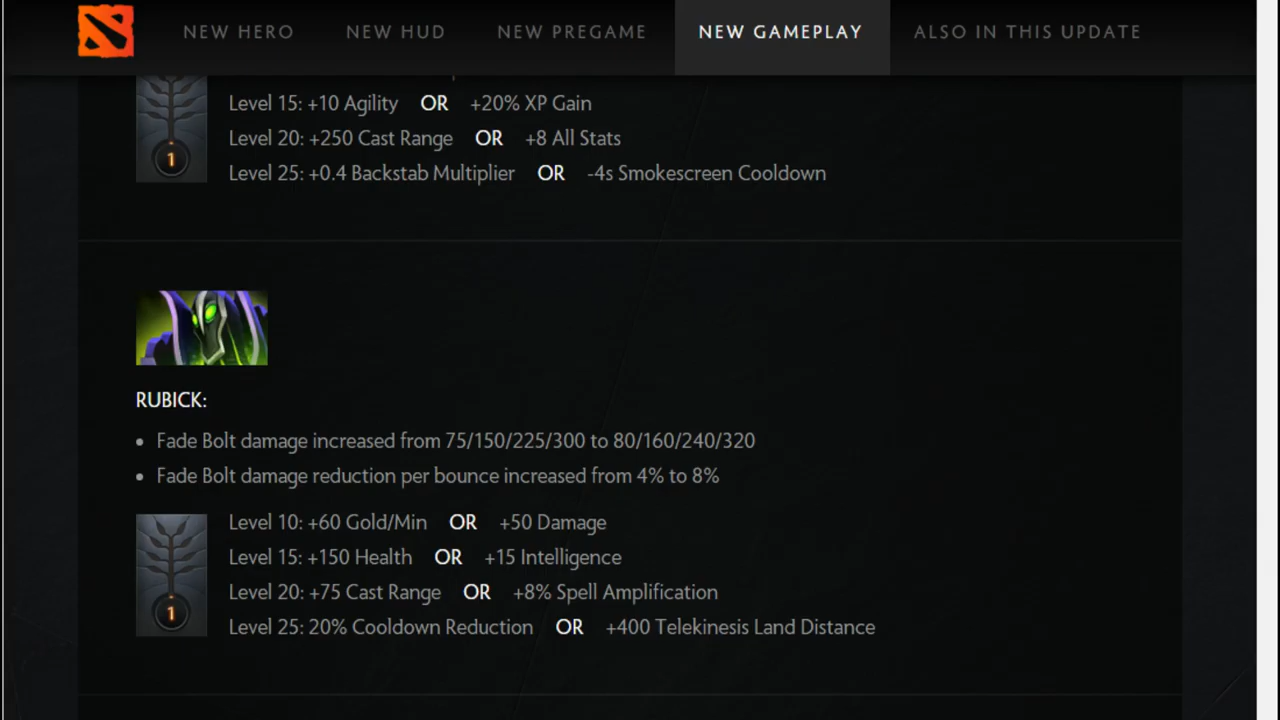 NEW HERO NEW HUD NEW PREGAME NEW GAMEPLAY ALSO IN THIS UPDATE
Level 15: +10 Agility OR +20% XP Gain
Level 20: +250 Cast Range OR +8 All Stats
1
Level 25: +0.4 Backstab Multiplier OR -4s Smokescreen Cooldown
RUBICK:
• Fade Bolt damage increased from 75/150/225/300 to 80/160/240/320
• Fade Bolt damage reduction per bounce increased from 4% to 8%
Level 10: +60 Gold/Min OR +50 Damage
Level 15: +150 Health OR +15 Intelligence
Level 20: +75 Cast Range OR +8% Spell Amplification
1
Level 25: 20% Cooldown Reduction OR +400 Telekinesis Land Distance